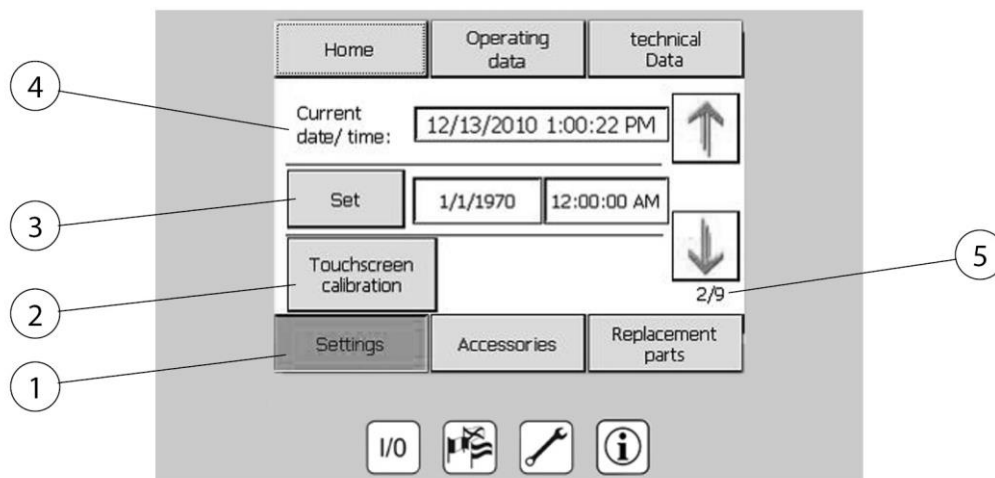 Home
Operating
data
technical
Data
4
Current
date/ time:
12/13/2010 1:00:22 PM
3
Set
1/1/1970
12:00:00 AM
5
2
Touchscreen
calibration
2/9
1
Settings
Accessories
Replacement
parts
I/0
i